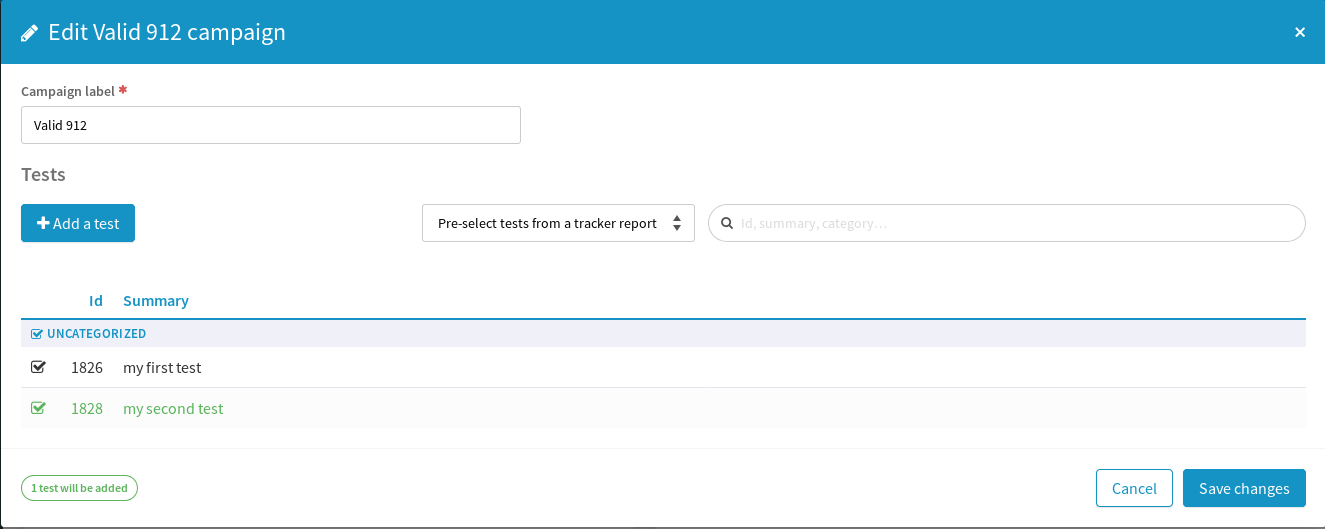 Edit Valid 912 campaign
×
Campaign label *
Valid 912
Tests
Add a test
Pre-select tests from a tracker report
Id, summary, category…
Id Summary
UNCATEGORIZED
1826 my first test
1828 my second test
1 test will be added
Cancel
Save changes